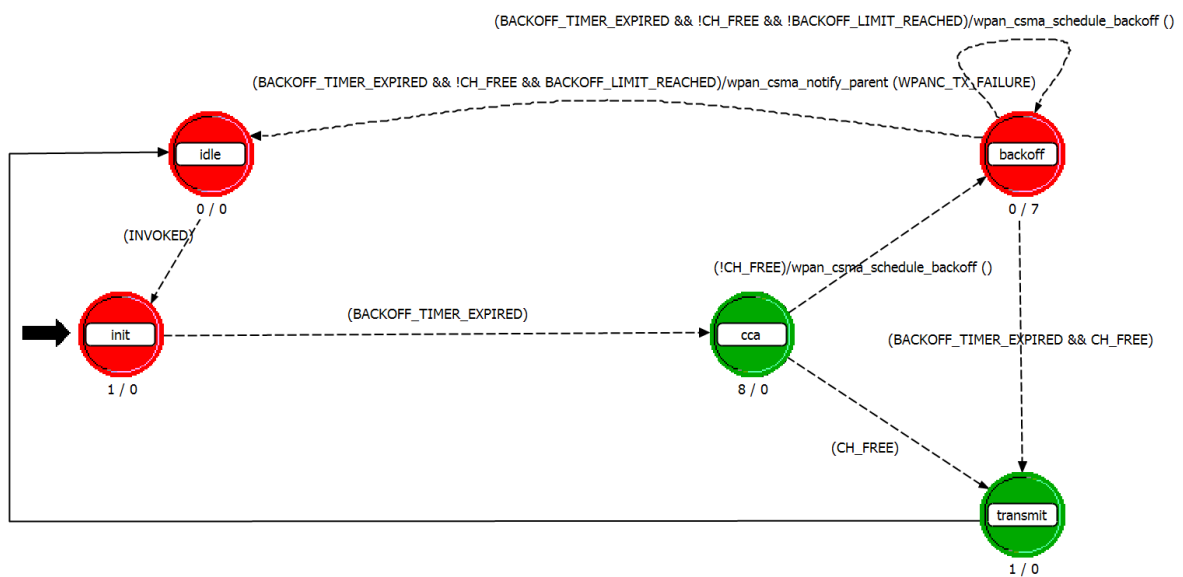 (BACKOFF_TIMER_EXPIRED && !CH_FREE && !BACKOFF_LIMIT_REACHED)/wpan_csma_schedule_backoff ()
(BACKOFF_TIMER_EXPIRED && !CH_FREE && BACKOFF_LIMIT_REACHED)/wpan_csma_notify_parent (WPANC_TX_FAILURE)
idle
backoff
0 / 0
0 / 7
(INVOKED)
(!CH_FREE)/wpan_csma_schedule_backoff ()
(BACKOFF_TIMER_EXPIRED)
init
cca
(BACKOFF_TIMER_EXPIRED && CH_FREE)
1 / 0
8 / 0
(CH_FREE)
transmit
1 / 0